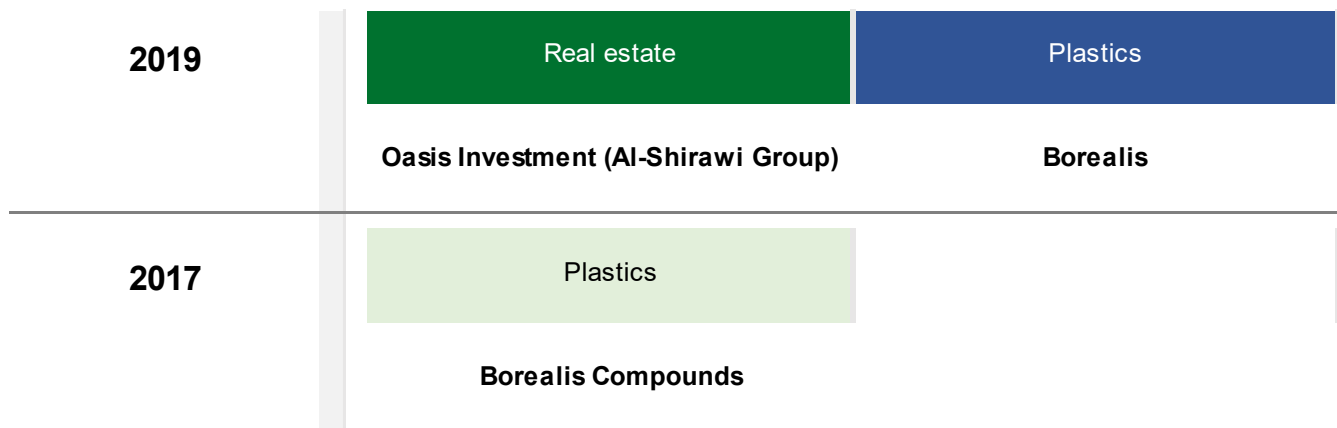 2019
Real estate
Plastics
Oasis Investment (Al-Shirawi Group)
Borealis
2017
Plastics
Borealis Compounds